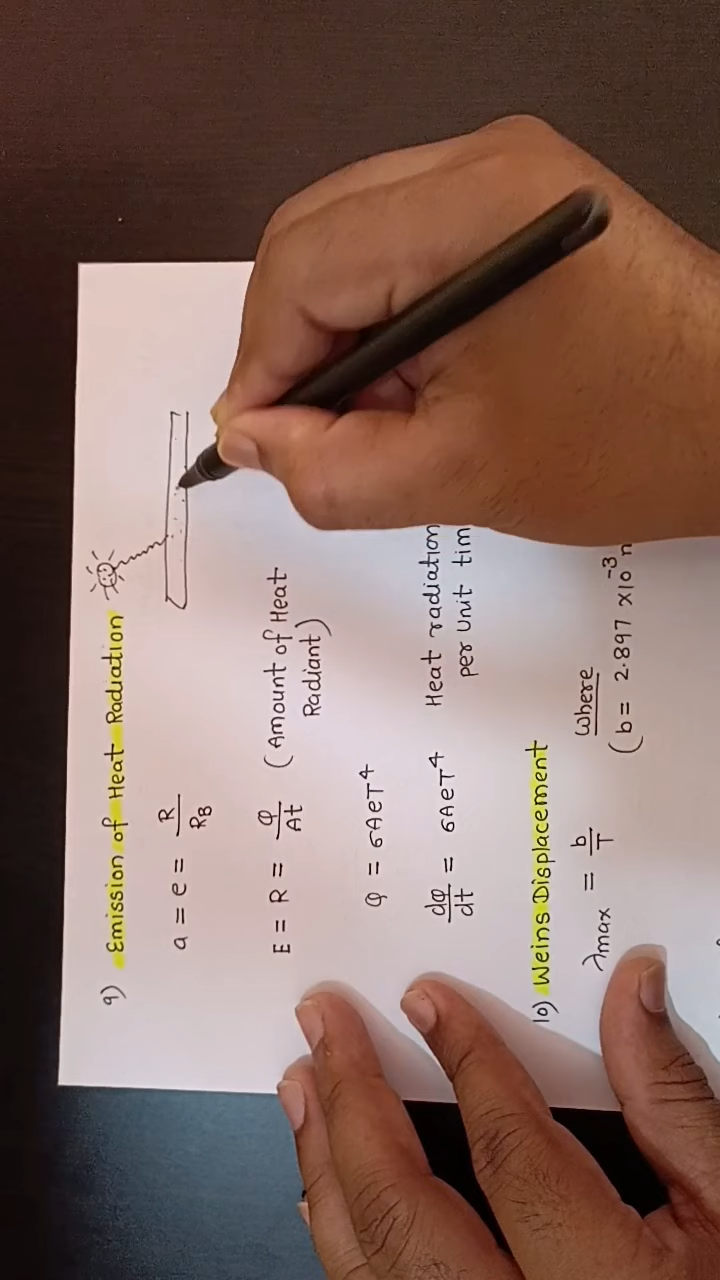 9) Emission of Heat Radiation
a = e = R/R_B
E = R = Q/At (Amount of Heat
Radiant)
Q = σAeT⁴
dQ/dt = σAeT⁴ Heat radiation
per unit tim
10) Weins Displacement
λmax = b/T Where
(b = 2.897 x10⁻³